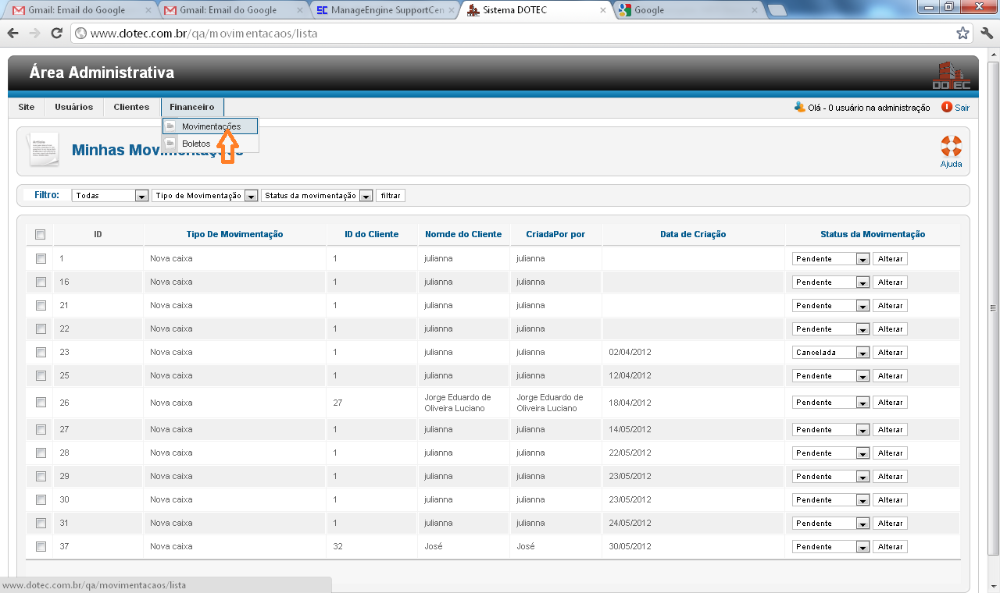 Gmail: Email do Google
Gmail: Email do Google
ManageEngine SupportCen
Sistema DOTEC
Google
www.dotec.com.br/qa/movimentacaos/lista
Área Administrativa
DOTEC
Site Usuários Clientes Financeiro
Olá - 0 usuário na administração Sair
Movimentações
Boletos
Minhas Movimentações
Ajuda
Filtro: Todas Tipo de Movimentação Status da movimentação filtrar
ID Tipo De Movimentação ID do Cliente Nomde do Cliente CriadaPor por Data de Criação Status da Movimentação
1 Nova caixa 1 julianna julianna Pendente Alterar
16 Nova caixa 1 julianna julianna Pendente Alterar
21 Nova caixa 1 julianna julianna Pendente Alterar
22 Nova caixa 1 julianna julianna Pendente Alterar
23 Nova caixa 1 julianna julianna 02/04/2012 Cancelada Alterar
25 Nova caixa 1 julianna julianna 12/04/2012 Pendente Alterar
26 Nova caixa 27 Jorge Eduardo de Oliveira Luciano Jorge Eduardo de Oliveira Luciano 18/04/2012 Pendente Alterar
27 Nova caixa 1 julianna julianna 14/05/2012 Pendente Alterar
28 Nova caixa 1 julianna julianna 22/05/2012 Pendente Alterar
29 Nova caixa 1 julianna julianna 23/05/2012 Pendente Alterar
30 Nova caixa 1 julianna julianna 23/05/2012 Pendente Alterar
31 Nova caixa 1 julianna julianna 24/05/2012 Pendente Alterar
37 Nova caixa 32 José José 30/05/2012 Pendente Alterar
www.dotec.com.br/qa/movimentacaos/lista